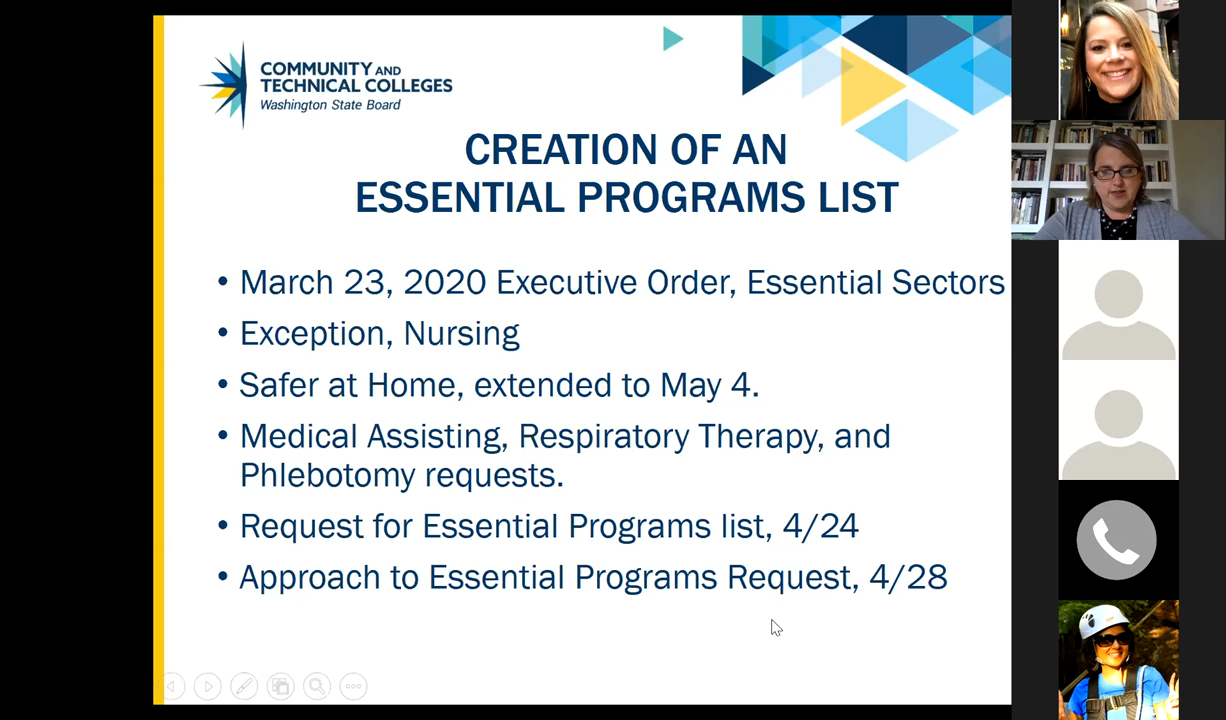 COMMUNITY AND
TECHNICAL COLLEGES
Washington State Board
CREATION OF AN
ESSENTIAL PROGRAMS LIST
• March 23, 2020 Executive Order, Essential Sectors
• Exception, Nursing
• Safer at Home, extended to May 4.
• Medical Assisting, Respiratory Therapy, and
Phlebotomy requests.
• Request for Essential Programs list, 4/24
• Approach to Essential Programs Request, 4/28